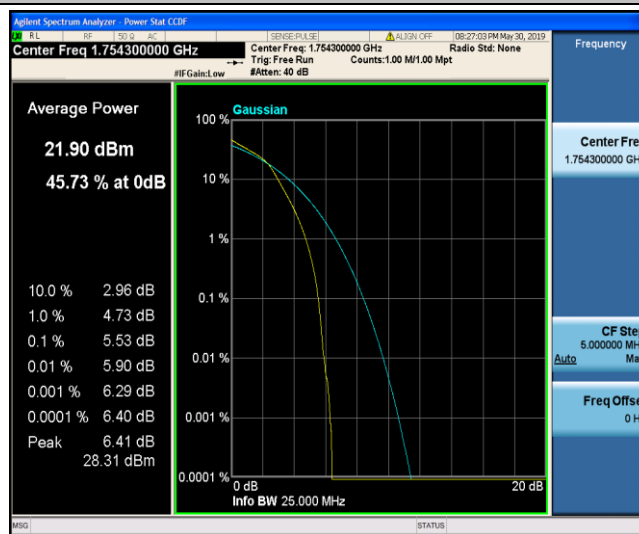 Agilent Spectrum Analyzer - Power Stat CCDF
RL RF 50 Ω AC SENSE:PULSE ALIGN OFF 08:27:03 PM May 30, 2019
Center Freq 1.754300000 GHz
Center Freq: 1.754300000 GHz Radio Std: None
Trig: Free Run Counts:1.00 M/1.00 Mpt
#IFGain:Low #Atten: 40 dB
Frequency
Average Power
21.90 dBm
45.73 % at 0dB
10.0 % 2.96 dB
1.0 % 4.73 dB
0.1 % 5.53 dB
0.01 % 5.90 dB
0.001 % 6.29 dB
0.0001 % 6.40 dB
Peak 6.41 dB
28.31 dBm
Gaussian
100 %
10 %
1 %
0.1 %
0.01 %
0.001 %
0.0001 %
0 dB 20 dB
Info BW 25.000 MHz
Center Fre
1.754300000 GH
CF Ste
5.000000 MH
Auto Ma
Freq Offse
0 H
MSG STATUS